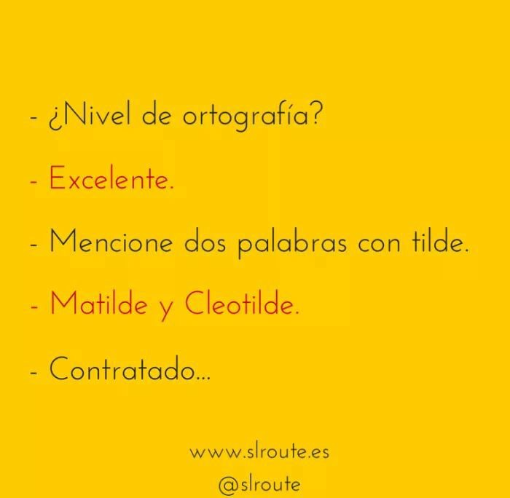 - ¿Nivel de ortografía?
- Excelente.
- Mencione dos palabras con tilde.
- Matilde y Cleotilde.
- Contratado...
www.slroute.es
@slroute